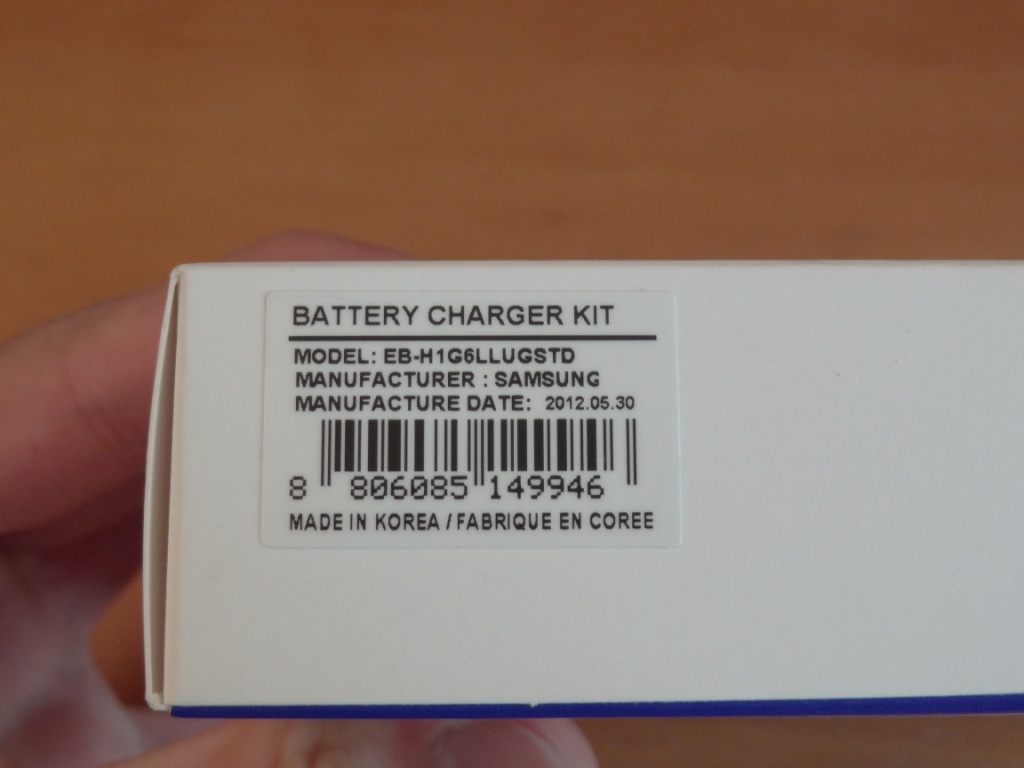 BATTERY CHARGER KIT
MODEL: EB-H1G6LLUGSTD
MANUFACTURER : SAMSUNG
MANUFACTURE DATE: 2012.05.30
8 806085 149946
MADE IN KOREA / FABRIQUE EN COREE